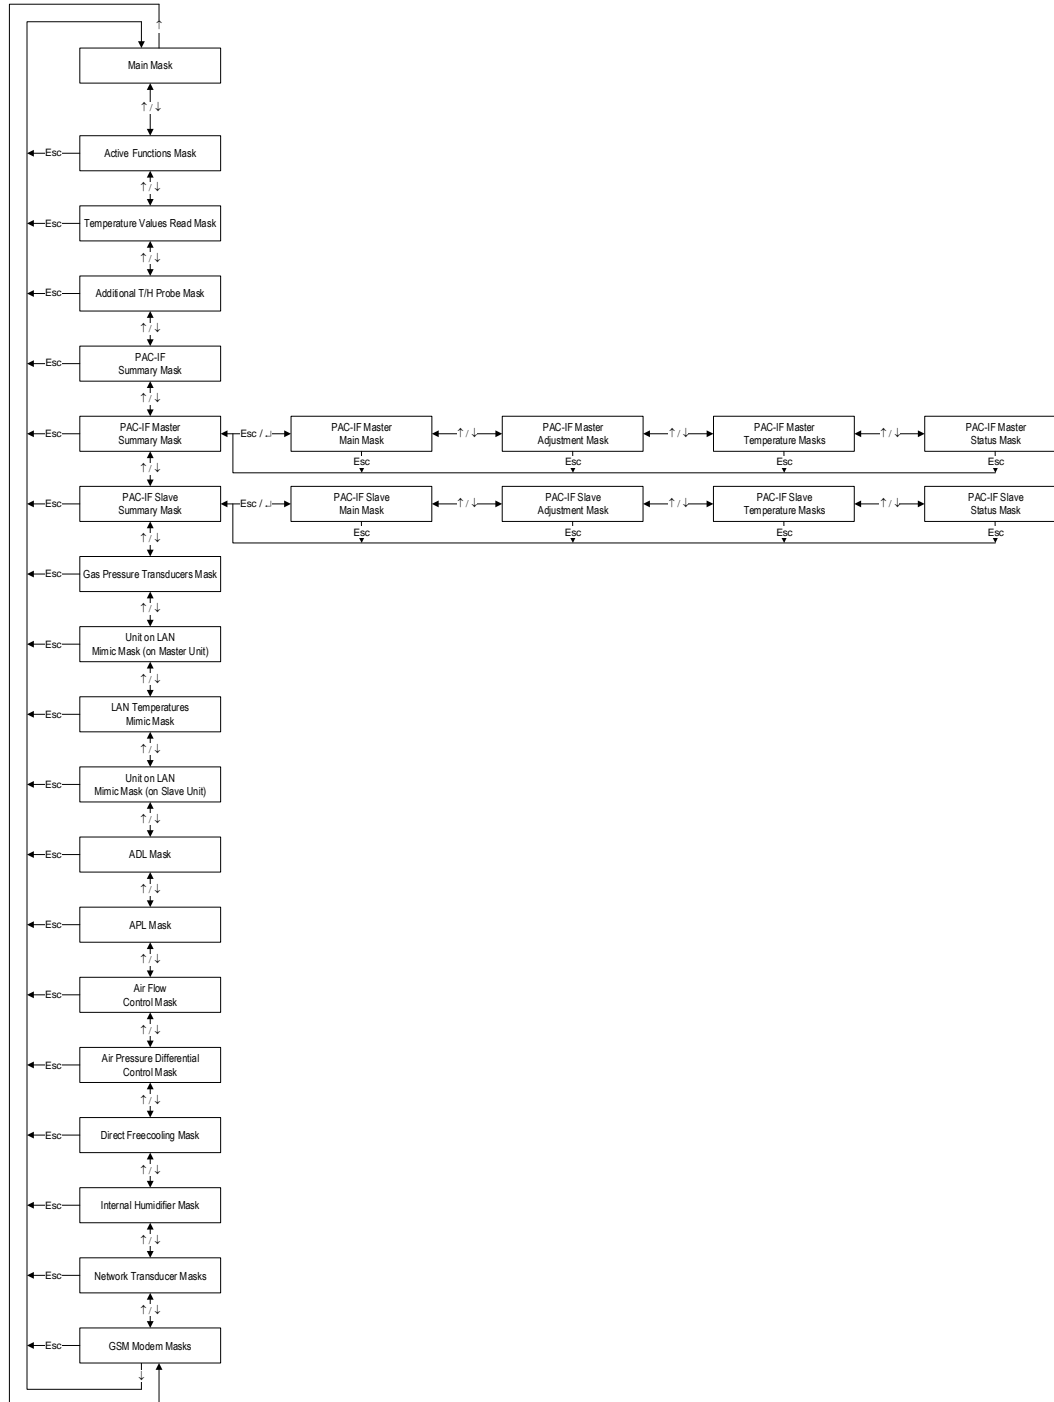 ↑
Main Mask
↑ / ↓
Esc
Active Functions Mask
↑ / ↓
Esc
Temperature Values Read Mask
↑ / ↓
Esc
Additional T/H Probe Mask
↑ / ↓
Esc
PAC-IF
Summary Mask
↑ / ↓
Esc
PAC-IF Master
Summary Mask
Esc / ↵
PAC-IF Master
Main Mask
↑ / ↓
PAC-IF Master
Adjustment Mask
↑ / ↓
PAC-IF Master
Temperature Masks
↑ / ↓
PAC-IF Master
Status Mask
Esc
Esc
Esc
Esc
↑ / ↓
Esc
PAC-IF Slave
Summary Mask
Esc / ↵
PAC-IF Slave
Main Mask
↑ / ↓
PAC-IF Slave
Adjustment Mask
↑ / ↓
PAC-IF Slave
Temperature Masks
↑ / ↓
PAC-IF Slave
Status Mask
Esc
Esc
Esc
Esc
↑ / ↓
Esc
Gas Pressure Transducers Mask
↑ / ↓
Esc
Unit on LAN
Mimic Mask (on Master Unit)
↑ / ↓
Esc
LAN Temperatures
Mimic Mask
↑ / ↓
Esc
Unit on LAN
Mimic Mask (on Slave Unit)
↑ / ↓
Esc
ADL Mask
↑ / ↓
Esc
APL Mask
↑ / ↓
Esc
Air Flow
Control Mask
↑ / ↓
Esc
Air Pressure Differential
Control Mask
↑ / ↓
Esc
Direct Freecooling Mask
↑ / ↓
Esc
Internal Humidifier Mask
↑ / ↓
Esc
Network Transducer Masks
↑ / ↓
Esc
GSM Modem Masks
↓